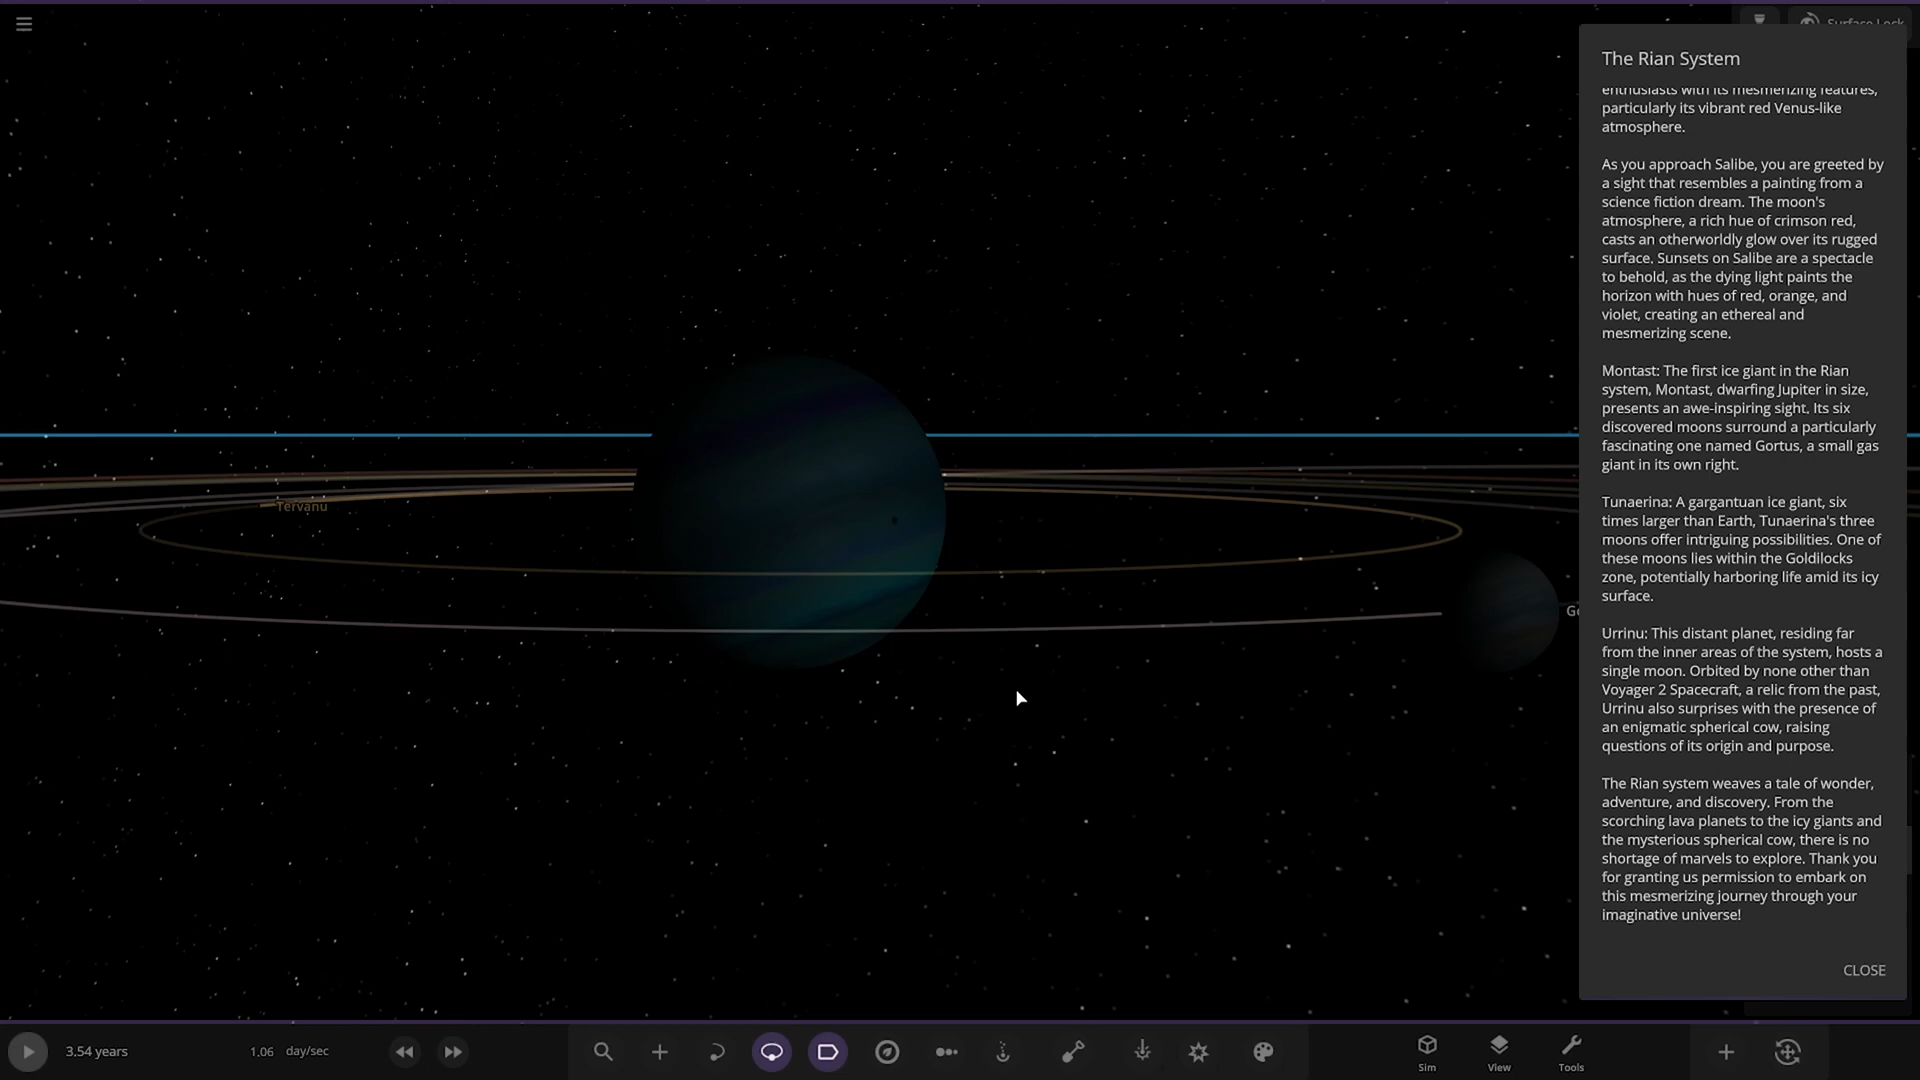 Surface Lock
The Rian System
enthusiasts with its mesmerizing features,
particularly its vibrant red Venus-like
atmosphere.
As you approach Salibe, you are greeted by
a sight that resembles a painting from a
science fiction dream. The moon's
atmosphere, a rich hue of crimson red,
casts an otherworldly glow over its rugged
surface. Sunsets on Salibe are a spectacle
to behold, as the dying light paints the
horizon with hues of red, orange, and
violet, creating an ethereal and
mesmerizing scene.
Montast: The first ice giant in the Rian
system, Montast, dwarfing Jupiter in size,
presents an awe-inspiring sight. Its six
discovered moons surround a particularly
fascinating one named Gortus, a small gas
giant in its own right.
Tunaerina: A gargantuan ice giant, six
times larger than Earth, Tunaerina's three
moons offer intriguing possibilities. One of
these moons lies within the Goldilocks
zone, potentially harboring life amid its icy
surface.
Urrinu: This distant planet, residing far
from the inner areas of the system, hosts a
single moon. Orbited by none other than
Voyager 2 Spacecraft, a relic from the past,
Urrinu also surprises with the presence of
an enigmatic spherical cow, raising
questions of its origin and purpose.
The Rian system weaves a tale of wonder,
adventure, and discovery. From the
scorching lava planets to the icy giants and
the mysterious spherical cow, there is no
shortage of marvels to explore. Thank you
for granting us permission to embark on
this mesmerizing journey through your
imaginative universe!
CLOSE
Tervanu
Go
3.54 years
1.06 day/sec
Sim
View
Tools